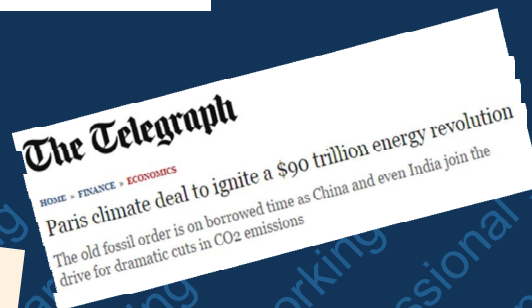 The Telegraph
HOME » FINANCE » ECONOMICS
Paris climate deal to ignite a $90 trillion energy revolution
The old fossil order is on borrowed time as China and even India join the
drive for dramatic cuts in CO2 emissions